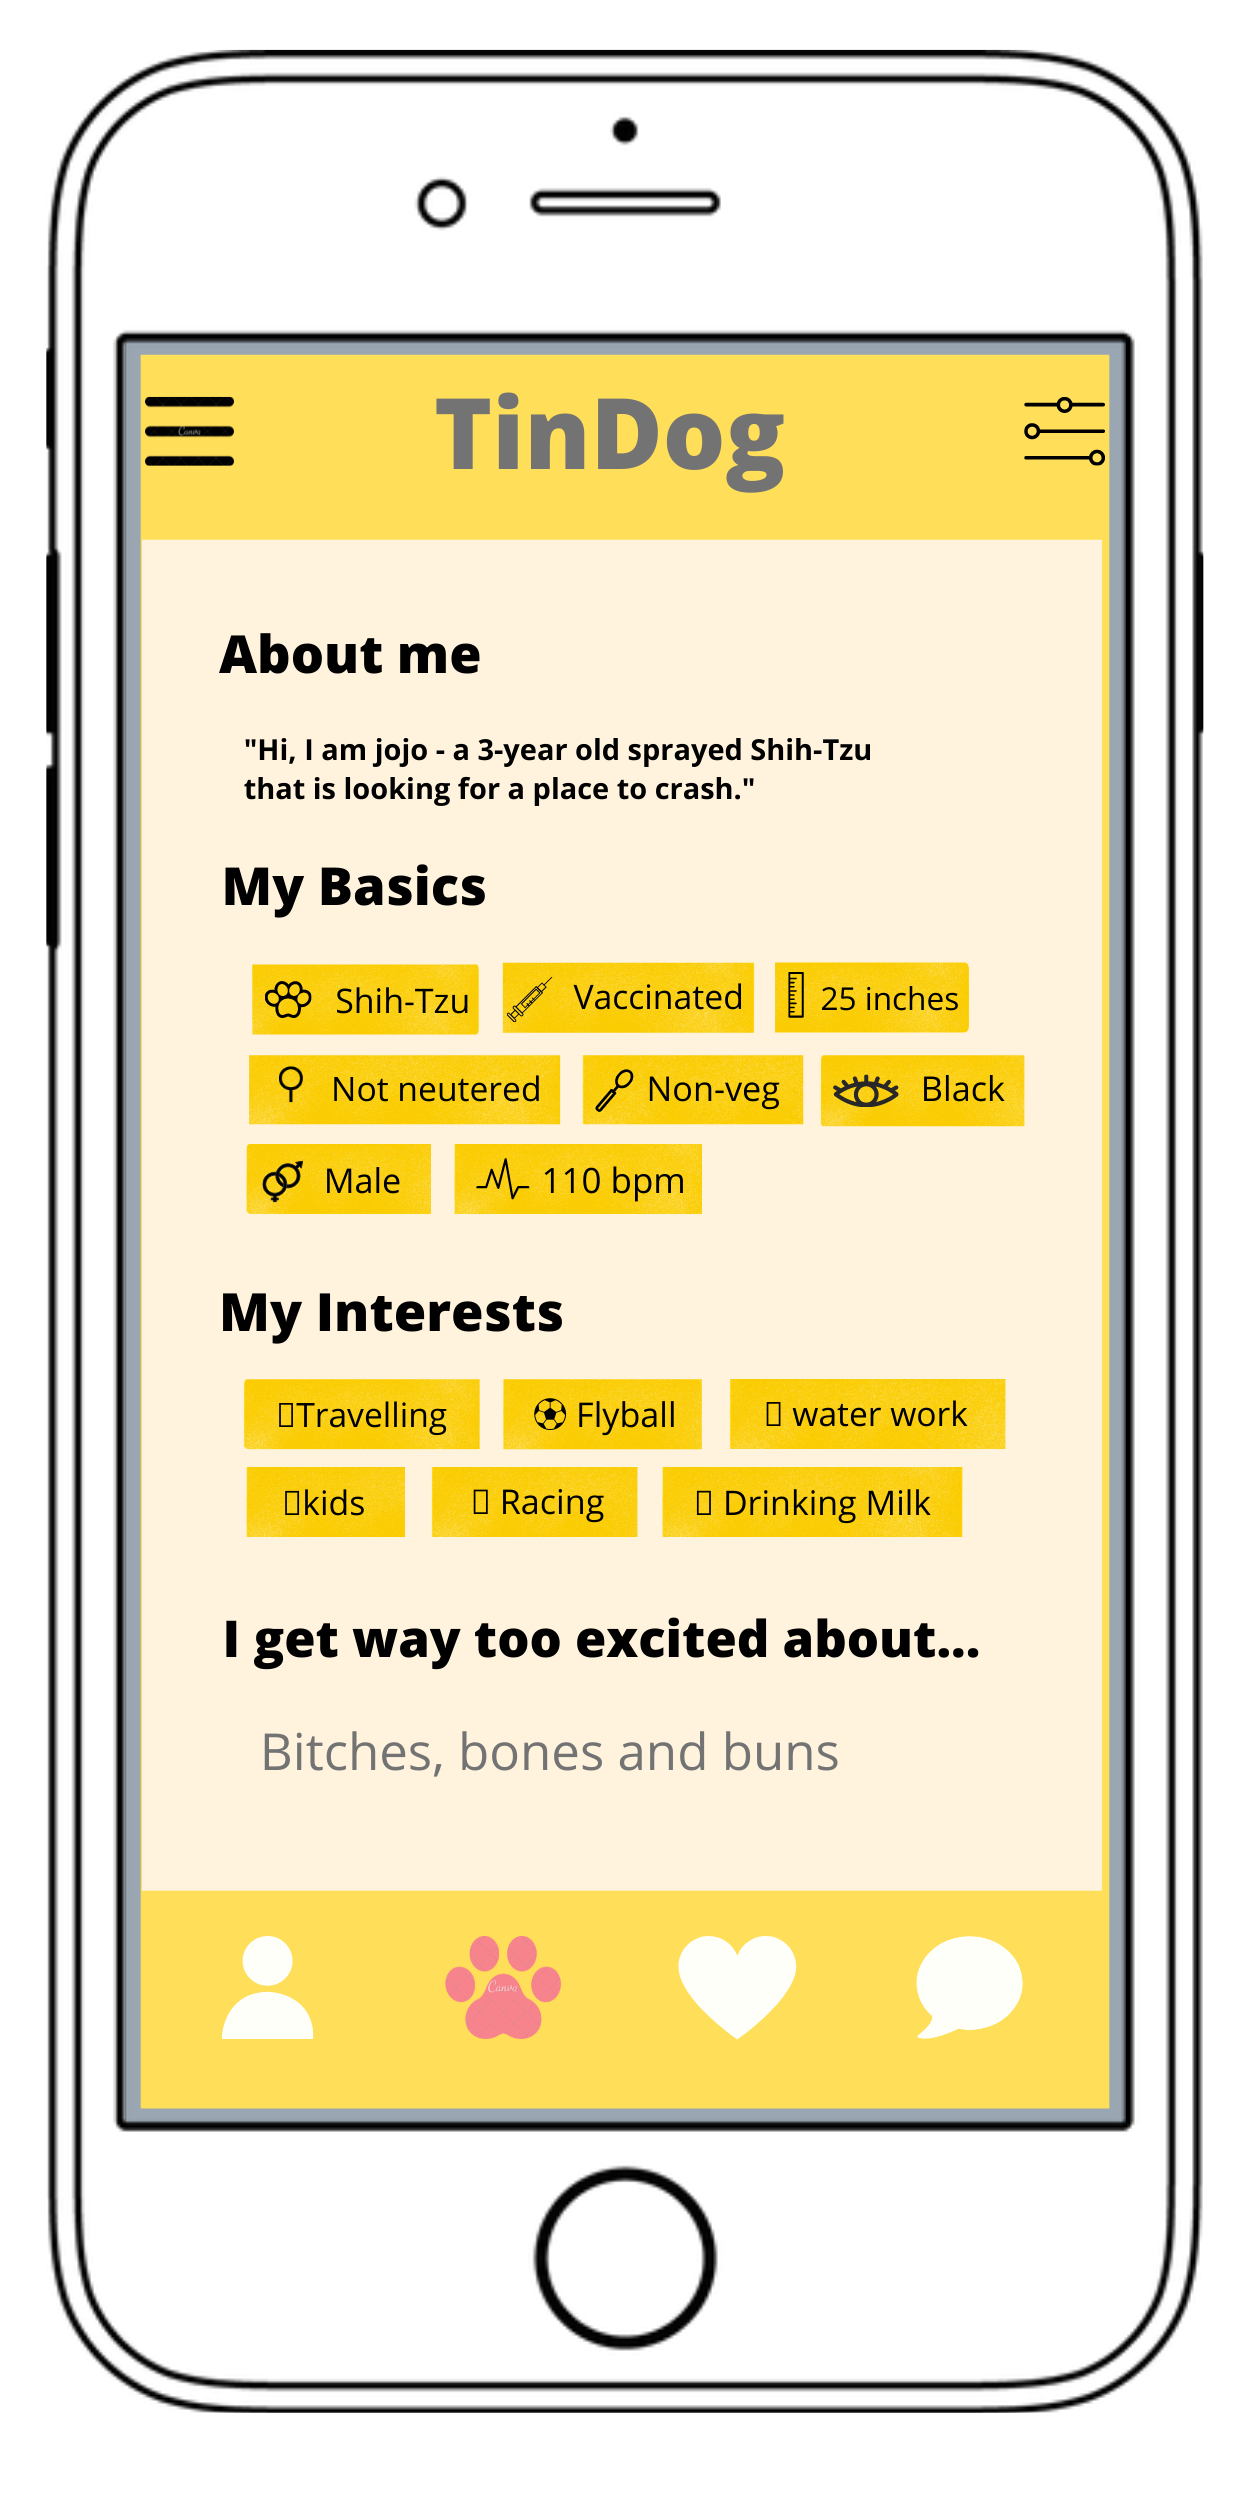 TinDog
Canva
About me
"Hi, I am jojo - a 3-year old sprayed Shih-Tzu
that is looking for a place to crash."
My Basics
Shih-Tzu Vaccinated 25 inches
Not neutered Non-veg Black
Male 110 bpm
My Interests
Travelling ⚽ Flyball water work
kids Racing Drinking Milk
I get way too excited about...
Bitches, bones and buns
Canva